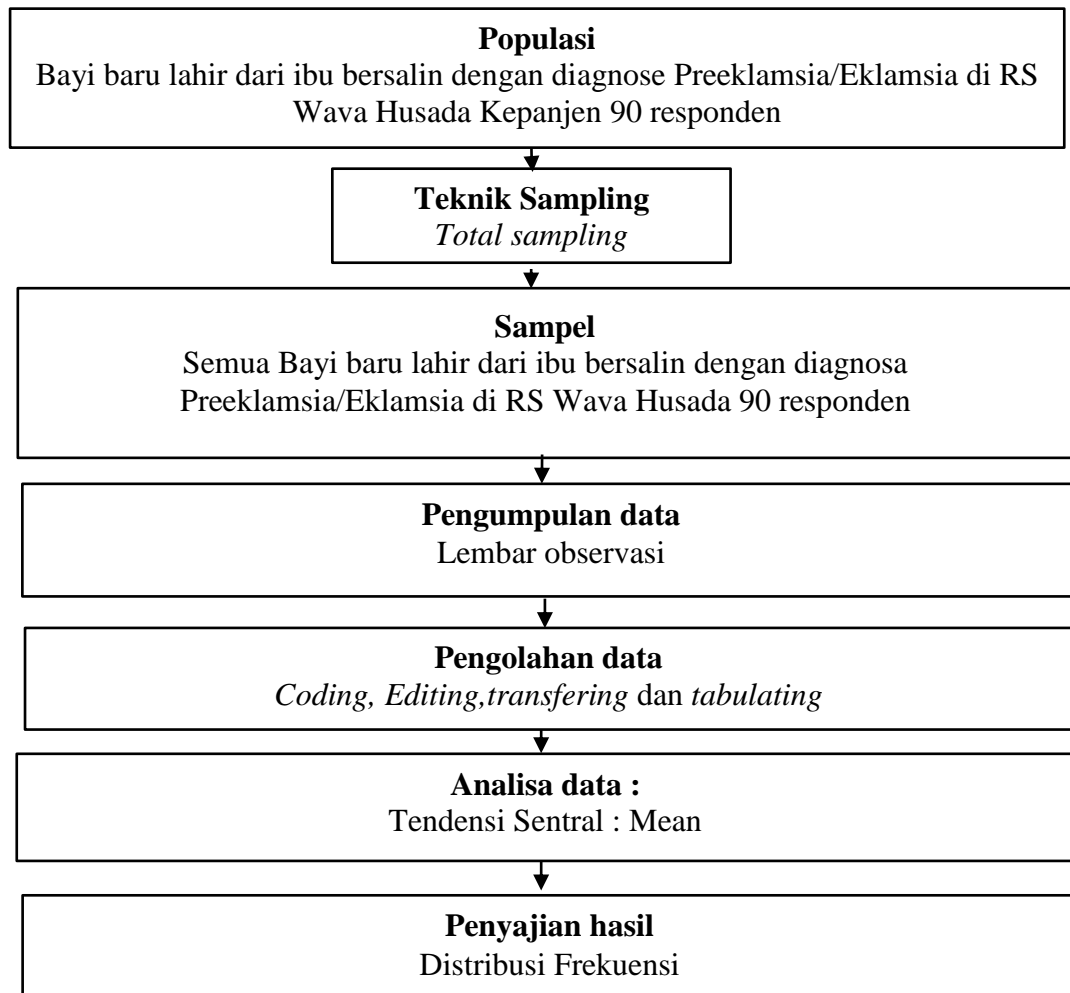 Populasi
Bayi baru lahir dari ibu bersalin dengan diagnose Preeklamsia/Eklamsia di RS
Wava Husada Kepanjen 90 responden
Teknik Sampling
Total sampling
Sampel
Semua Bayi baru lahir dari ibu bersalin dengan diagnosa
Preeklamsia/Eklamsia di RS Wava Husada 90 responden
Pengumpulan data
Lembar observasi
Pengolahan data
Coding, Editing,transfering dan tabulating
Analisa data :
Tendensi Sentral : Mean
Penyajian hasil
Distribusi Frekuensi